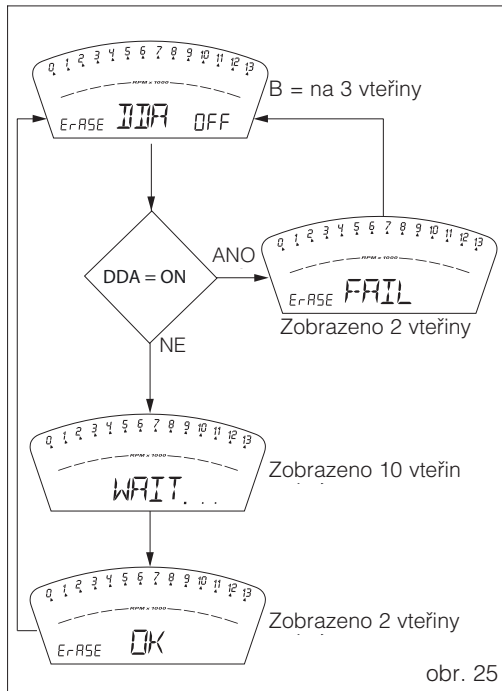 0 1 2 3 4 5 6 7 8 9 10 11 12 13
RPM x 1000
ErASE DDA OFF
B = na 3 vteřiny
DDA = ON
ANO
0 1 2 3 4 5 6 7 8 9 10 11 12 13
RPM x 1000
ErASE FAIL
Zobrazeno 2 vteřiny
NE
0 1 2 3 4 5 6 7 8 9 10 11 12 13
RPM x 1000
WAIT...
Zobrazeno 10 vteřin
0 1 2 3 4 5 6 7 8 9 10 11 12 13
RPM x 1000
ErASE OK
Zobrazeno 2 vteřiny
obr. 25